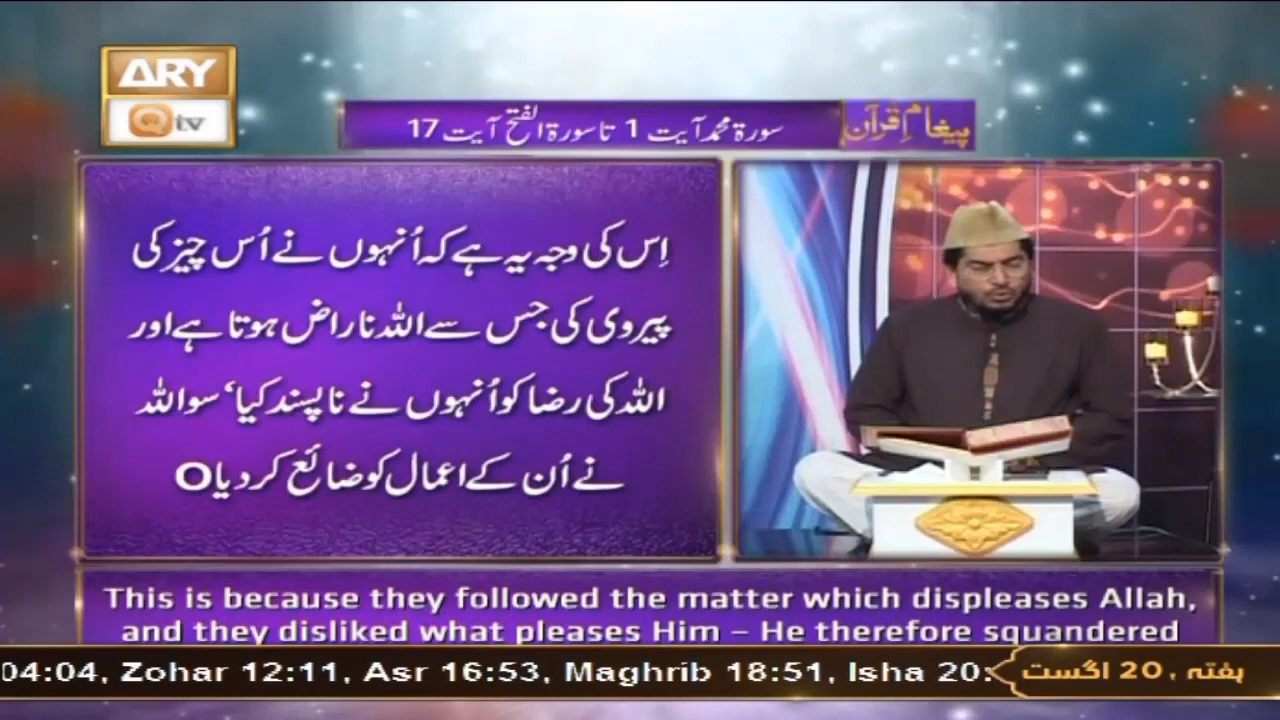 ARY
Qtv
پیغامِ قرآن
سورۃ محمد آیت 1 تا سورۃ الفتح آیت 17
اِس کی وجہ یہ ہے کہ اُنہوں نے اُس چیز کی
پیروی کی جس سے اللہ ناراض ہوتا ہے اور
اللہ کی رضا کو اُنہوں نے ناپسند کیا‘ سو اللہ
نے اُن کے اعمال کو ضائع کر دیا O
This is because they followed the matter which displeases Allah,
and they disliked what pleases Him – He therefore squandered
04:04, Zohar 12:11, Asr 16:53, Maghrib 18:51, Isha 20:
ہفتہ , 20 اگست